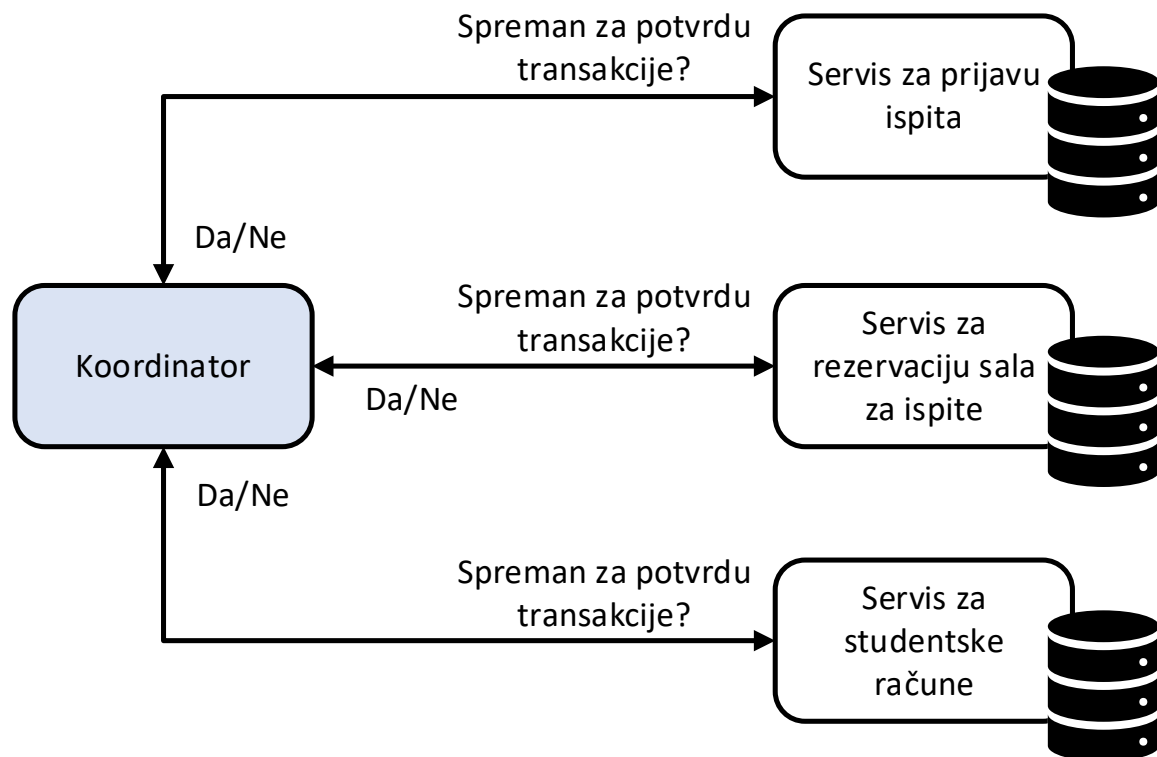 Spreman za potvrdu
transakcije?
Servis za prijavu
ispita
Da/Ne
Koordinator
Spreman za potvrdu
transakcije?
Da/Ne
Servis za
rezervaciju sala
za ispite
Da/Ne
Spreman za potvrdu
transakcije?
Servis za
studentske
račune